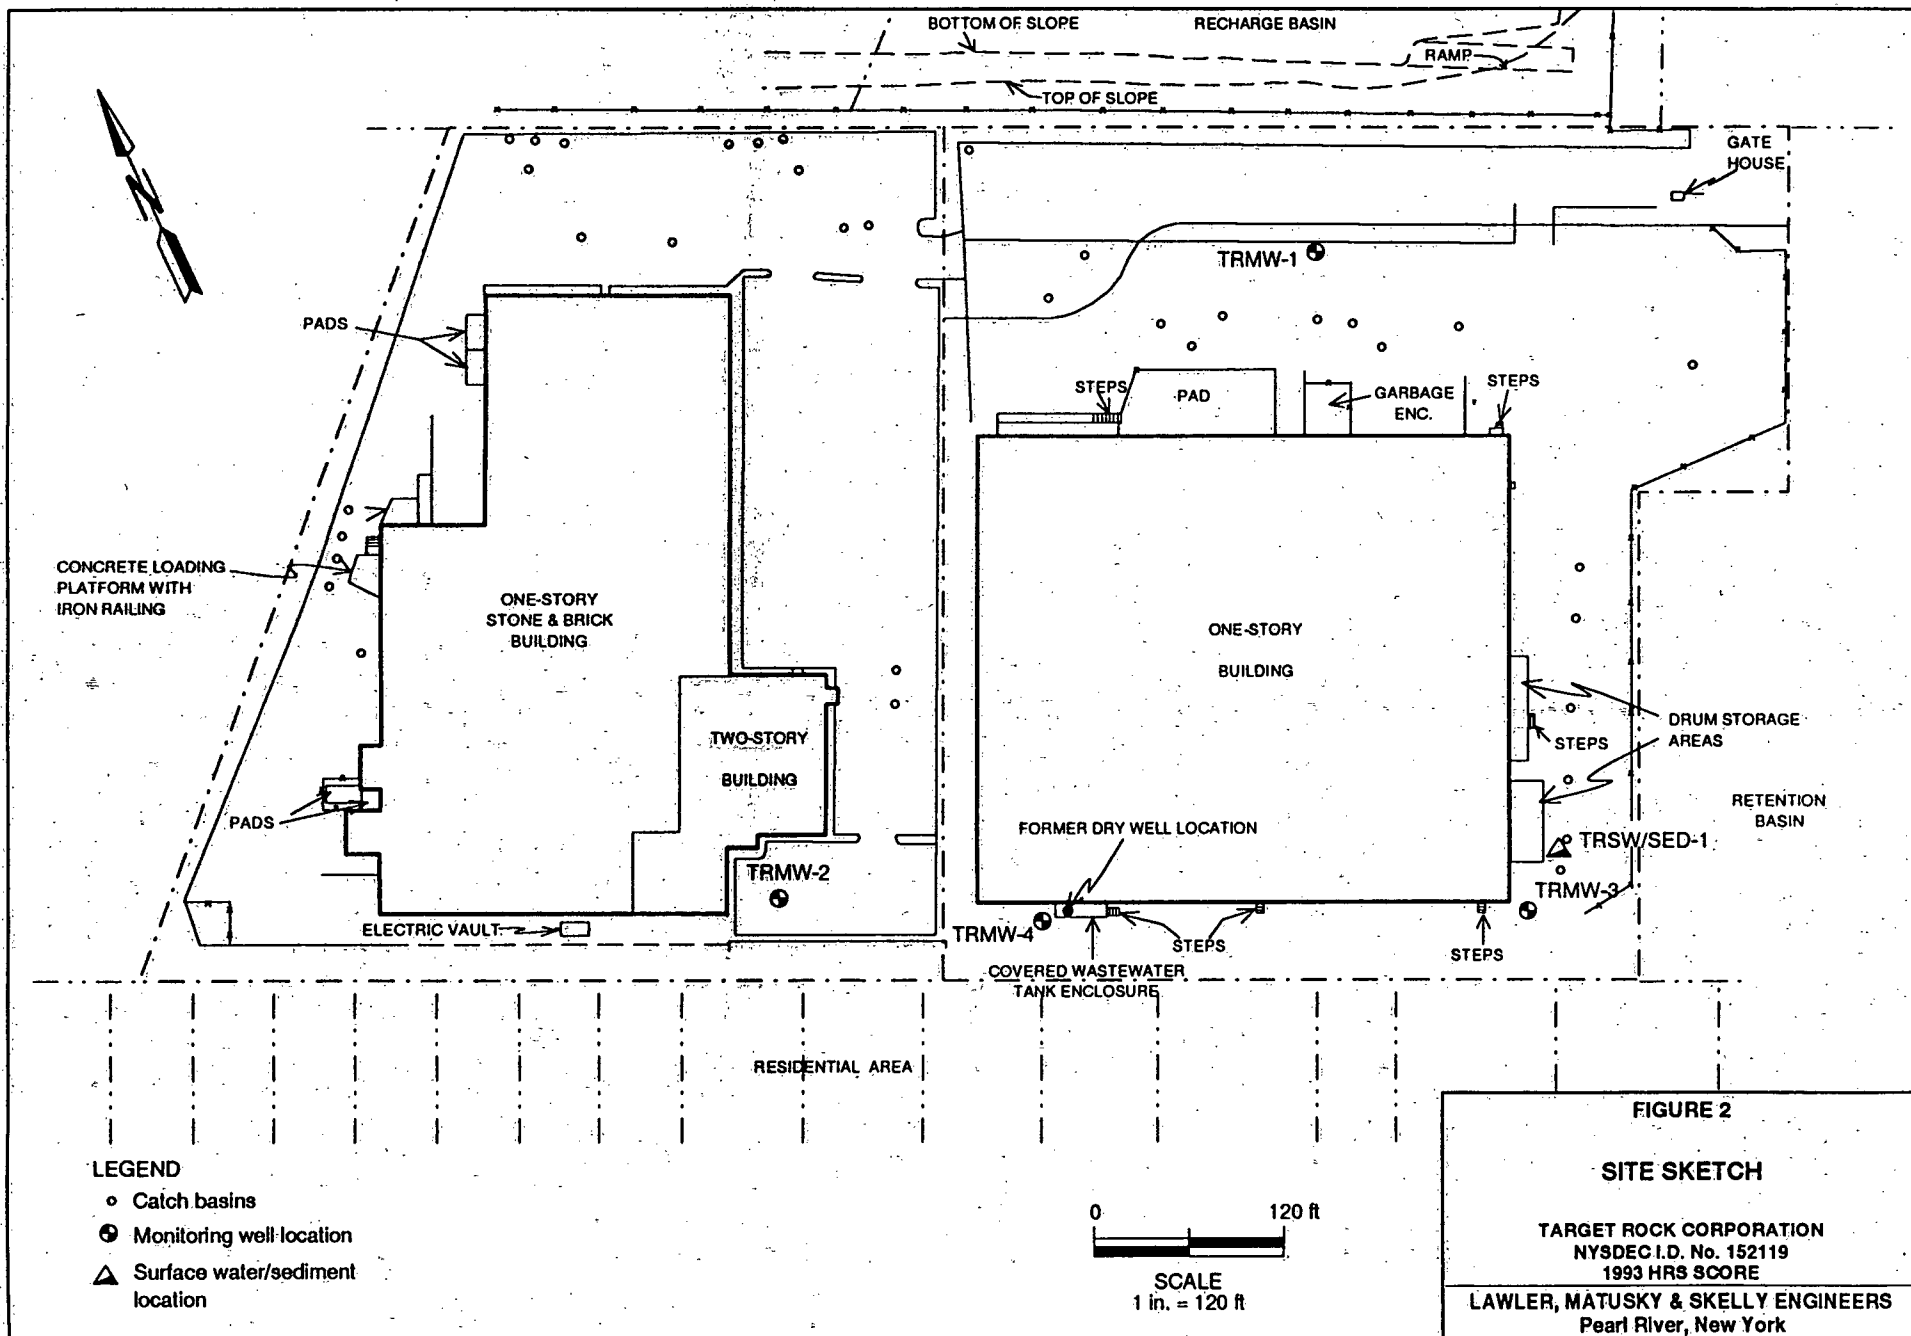 BOTTOM OF SLOPE
RECHARGE BASIN
RAMP
TOP OF SLOPE
GATE
HOUSE
N
TRMW-1
PADS
STEPS
PAD
GARBAGE
ENC.
STEPS
CONCRETE LOADING
PLATFORM WITH
IRON RAILING
ONE-STORY
STONE & BRICK
BUILDING
ONE-STORY
BUILDING
TWO-STORY
BUILDING
DRUM STORAGE
AREAS
STEPS
RETENTION
BASIN
PADS
FORMER DRY WELL LOCATION
TRSW/SED-1
TRMW-2
TRMW-3
ELECTRIC VAULT
TRMW-4
STEPS
STEPS
COVERED WASTEWATER
TANK ENCLOSURE
RESIDENTIAL AREA
LEGEND
Catch basins
Monitoring well location
Surface water/sediment
location
0 120 ft
SCALE
1 in. = 120 ft
FIGURE 2
SITE SKETCH
TARGET ROCK CORPORATION
NYSDEC I.D. No. 152119
1993 HRS SCORE
LAWLER, MATUSKY & SKELLY ENGINEERS
Pearl River, New York